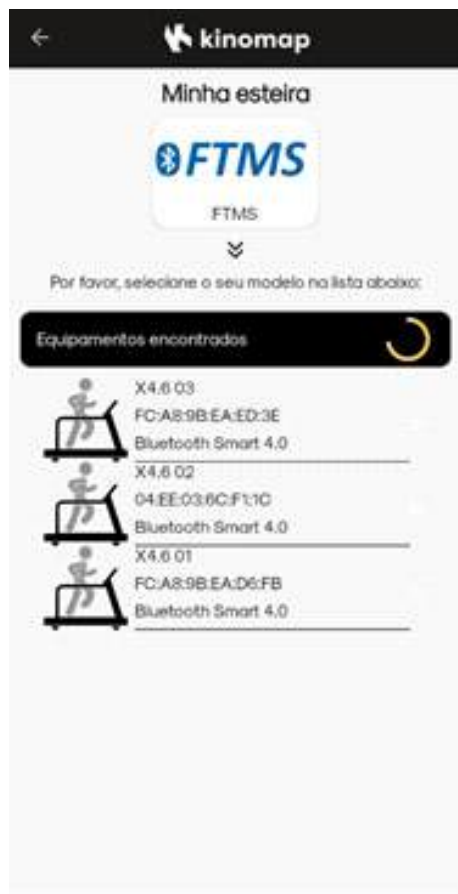 kinomap
Minha esteira
FTMS
FTMS
Por favor, selecione o seu modelo na lista abaixo:
Equipamentos encontrados
X4.6 03
FC:A8:9B:EA:ED:3E
Bluetooth Smart 4.0
X4.6 02
04:EE:03:6C:F1:1C
Bluetooth Smart 4.0
X4.6 01
FC:A8:9B:EA:D6:FB
Bluetooth Smart 4.0